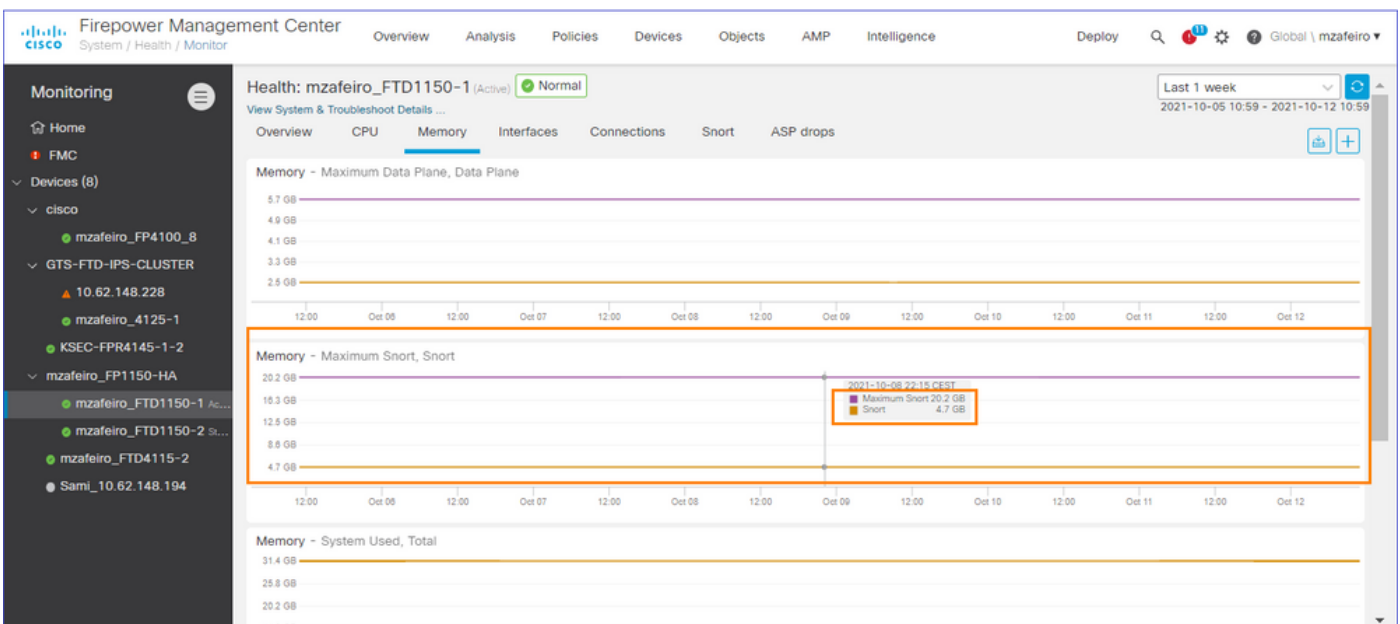 Firepower Management Center
CISCO System / Health / Monitor
Overview Analysis Policies Devices Objects AMP Intelligence Deploy 11 Global \ mzafeiro
Monitoring
Home
FMC
Devices (8)
cisco
mzafeiro_FP4100_8
GTS-FTD-IPS-CLUSTER
10.62.148.228
mzafeiro_4125-1
KSEC-FPR4145-1-2
mzafeiro_FP1150-HA
mzafeiro_FTD1150-1 Ac...
mzafeiro_FTD1150-2 St...
mzafeiro_FTD4115-2
Sami_10.62.148.194
Health: mzafeiro_FTD1150-1 (Active) Normal
View System & Troubleshoot Details ...
Last 1 week
2021-10-05 10:59 - 2021-10-12 10:59
Overview CPU Memory Interfaces Connections Snort ASP drops
Memory - Maximum Data Plane, Data Plane
5.7 GB
4.9 GB
4.1 GB
3.3 GB
2.5 GB
12:00 Oct 06 12:00 Oct 07 12:00 Oct 08 12:00 Oct 09 12:00 Oct 10 12:00 Oct 11 12:00 Oct 12
Memory - Maximum Snort, Snort
20.2 GB
16.3 GB
12.5 GB
8.6 GB
4.7 GB
2021-10-08 22:15 CEST
Maximum Snort 20.2 GB
Snort 4.7 GB
12:00 Oct 06 12:00 Oct 07 12:00 Oct 08 12:00 Oct 09 12:00 Oct 10 12:00 Oct 11 12:00 Oct 12
Memory - System Used, Total
31.4 GB
25.8 GB
20.2 GB